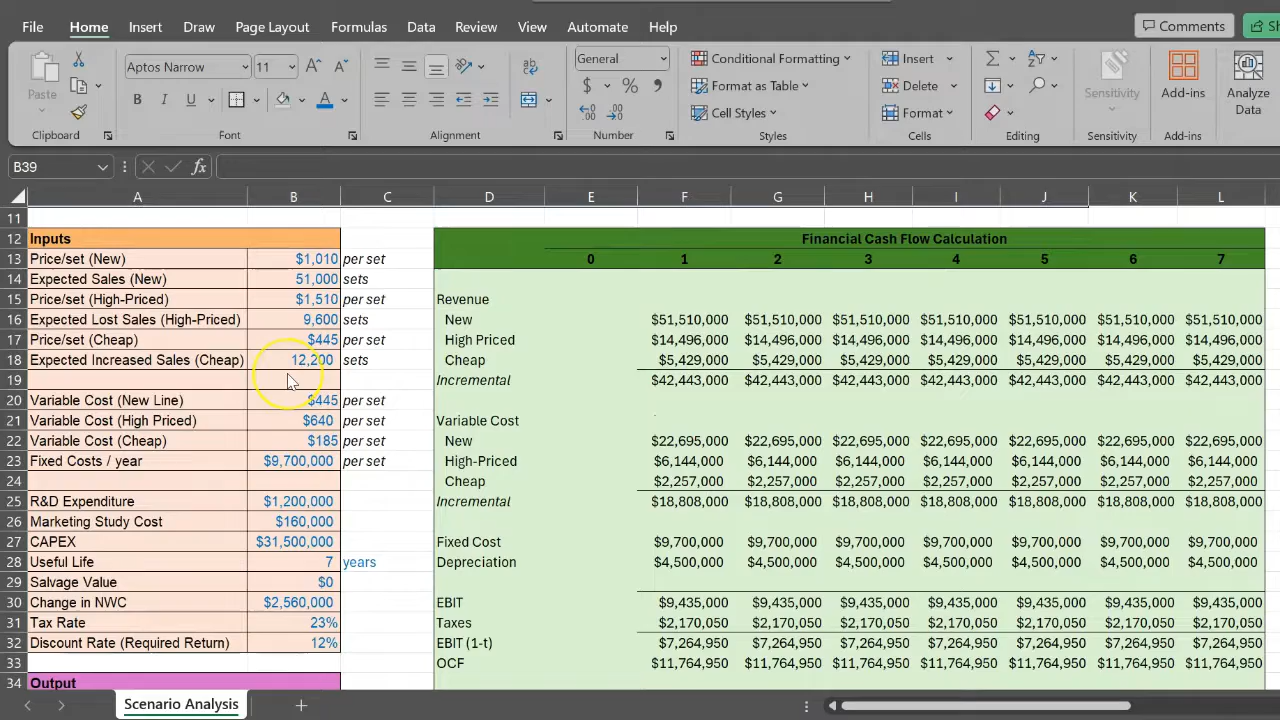 File Home Insert Draw Page Layout Formulas Data Review View Automate Help Comments
Aptos Narrow 11 General Conditional Formatting Insert
Paste Format as Table Delete Sensitivity Add-ins Analyze Data
B I U $ % , Cell Styles Format
Clipboard Font Alignment Number Styles Cells Editing Sensitivity Add-ins
B39 fx
A B C D E F G H I J K L
11
12 Inputs Financial Cash Flow Calculation
13 Price/set (New) $1,010 per set 0 1 2 3 4 5 6 7
14 Expected Sales (New) 51,000 sets
15 Price/set (High-Priced) $1,510 per set Revenue
16 Expected Lost Sales (High-Priced) 9,600 sets New $51,510,000 $51,510,000 $51,510,000 $51,510,000 $51,510,000 $51,510,000 $51,510,000
17 Price/set (Cheap) $445 per set High Priced $14,496,000 $14,496,000 $14,496,000 $14,496,000 $14,496,000 $14,496,000 $14,496,000
18 Expected Increased Sales (Cheap) 12,200 sets Cheap $5,429,000 $5,429,000 $5,429,000 $5,429,000 $5,429,000 $5,429,000 $5,429,000
19 Incremental $42,443,000 $42,443,000 $42,443,000 $42,443,000 $42,443,000 $42,443,000 $42,443,000
20 Variable Cost (New Line) $445 per set
21 Variable Cost (High Priced) $640 per set Variable Cost
22 Variable Cost (Cheap) $185 per set New $22,695,000 $22,695,000 $22,695,000 $22,695,000 $22,695,000 $22,695,000 $22,695,000
23 Fixed Costs / year $9,700,000 per set High-Priced $6,144,000 $6,144,000 $6,144,000 $6,144,000 $6,144,000 $6,144,000 $6,144,000
24 Cheap $2,257,000 $2,257,000 $2,257,000 $2,257,000 $2,257,000 $2,257,000 $2,257,000
25 R&D Expenditure $1,200,000 Incremental $18,808,000 $18,808,000 $18,808,000 $18,808,000 $18,808,000 $18,808,000 $18,808,000
26 Marketing Study Cost $160,000
27 CAPEX $31,500,000 Fixed Cost $9,700,000 $9,700,000 $9,700,000 $9,700,000 $9,700,000 $9,700,000 $9,700,000
28 Useful Life 7 years Depreciation $4,500,000 $4,500,000 $4,500,000 $4,500,000 $4,500,000 $4,500,000 $4,500,000
29 Salvage Value $0
30 Change in NWC $2,560,000 EBIT $9,435,000 $9,435,000 $9,435,000 $9,435,000 $9,435,000 $9,435,000 $9,435,000
31 Tax Rate 23% Taxes $2,170,050 $2,170,050 $2,170,050 $2,170,050 $2,170,050 $2,170,050 $2,170,050
32 Discount Rate (Required Return) 12% EBIT (1-t) $7,264,950 $7,264,950 $7,264,950 $7,264,950 $7,264,950 $7,264,950 $7,264,950
33 OCF $11,764,950 $11,764,950 $11,764,950 $11,764,950 $11,764,950 $11,764,950 $11,764,950
34 Output
Scenario Analysis